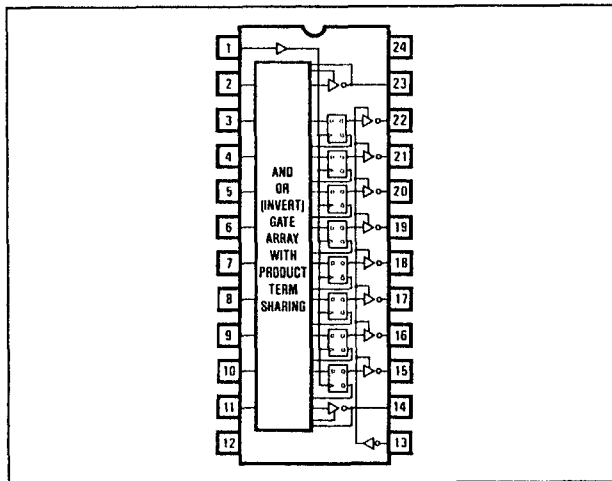 1 24
2 23
3 22
4 21
5 20
6 19
7 18
8 17
9 16
10 15
11 14
12 13
AND
OR
(INVERT)
GATE
ARRAY
WITH
PRODUCT
TERM
SHARING